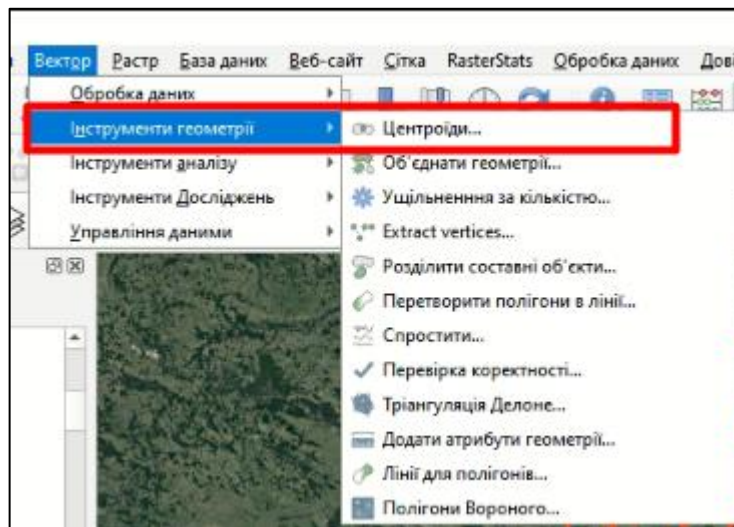 Вектор Растр База даних Веб-сайт Сітка RasterStats Обробка даних Дові
Обробка даних
Інструменти геометрії
Інструменти аналізу
Інструменти Досліджень
Управління даними
Центроїди...
Об'єднати геометрії...
Ущільненння за кількістю...
Extract vertices...
Розділити составні об'єкти...
Перетворити полігони в лінії...
Спростити...
Перевірка коректності...
Тріангуляція Делоне...
Додати атрибути геометрії...
Лінії для полігонів...
Полігони Вороного...